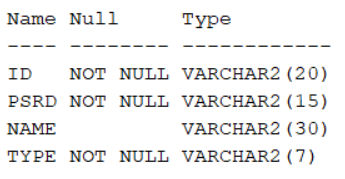 Name Null     Type
---- -------- ------------
ID   NOT NULL VARCHAR2(20)
PSRD NOT NULL VARCHAR2(15)
NAME          VARCHAR2(30)
TYPE NOT NULL VARCHAR2(7)